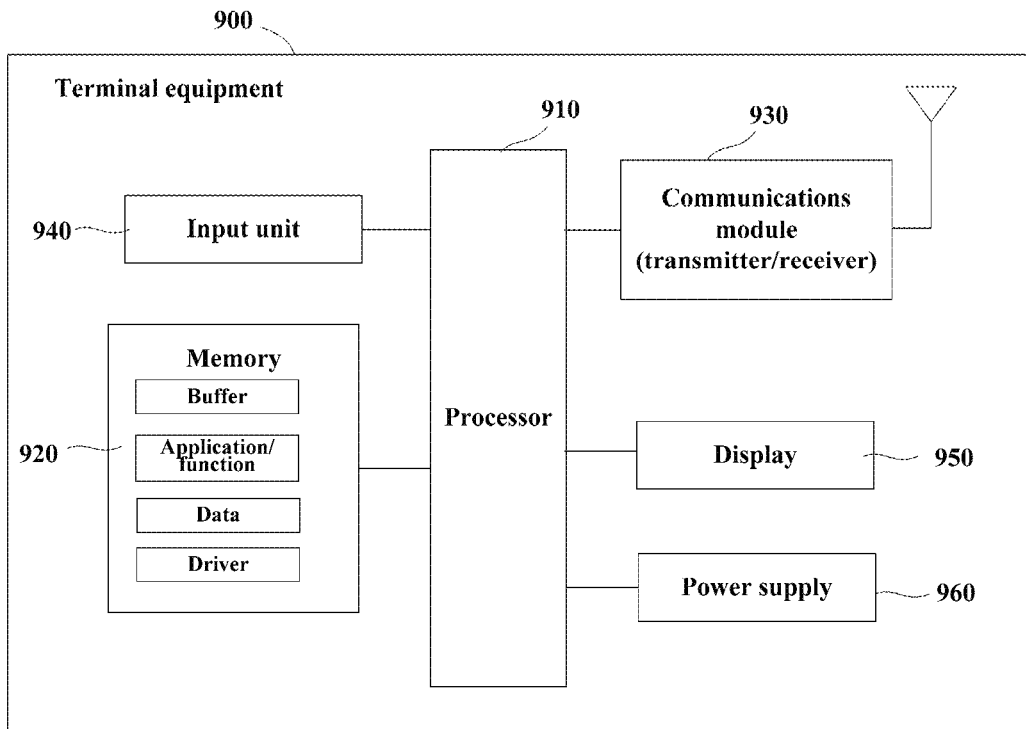 900
Terminal equipment
910
930
940
Input unit
Communications
module
(transmitter/receiver)
Memory
Buffer
920
Application/
function
Data
Driver
Processor
Display
950
Power supply
960